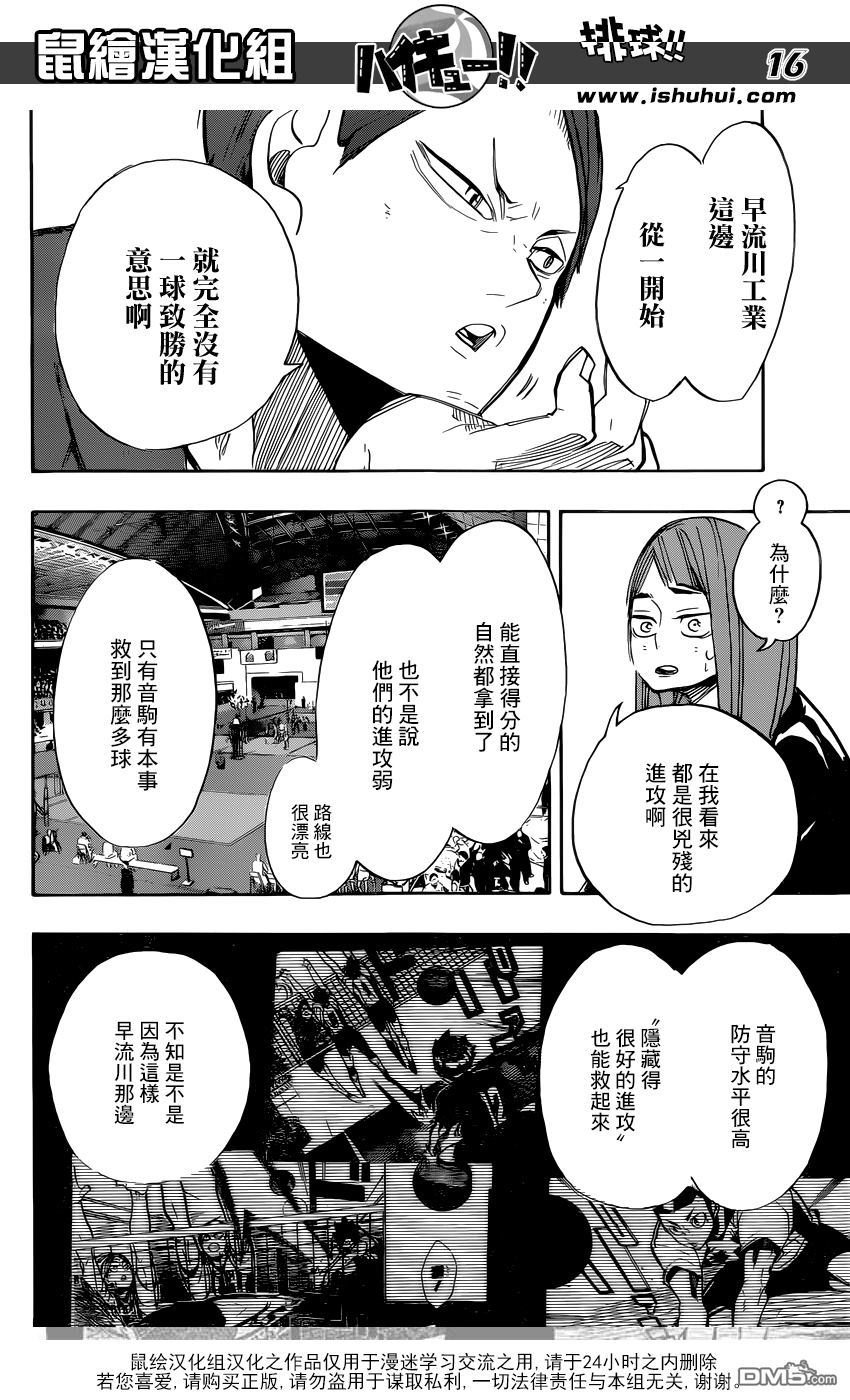 鼠繪漢化組
ハイキュー!!
排球!!
16
www.ishuhui.com
早流川工業
這邊
從一開始
就完全沒有
一球致勝的
意思啊
?
為什麼?
在我看來
都是很兇殘的
進攻啊
能直接得分的
自然都拿到了
也不是說
他們的進攻弱
路線也
很漂亮
只有音駒有本事
救到那麼多球
音駒的
防守水平很高
“隱藏得
很好的進攻”
也能救起來
不知是不是
因為這樣
早流川那邊
鼠绘汉化组汉化之作品仅用于漫迷学习交流之用, 请于24小时之内删除
若您喜爱, 请购买正版, 请勿盗用于谋取私利, 一切法律责任与本组无关, 谢谢。
DM5.com